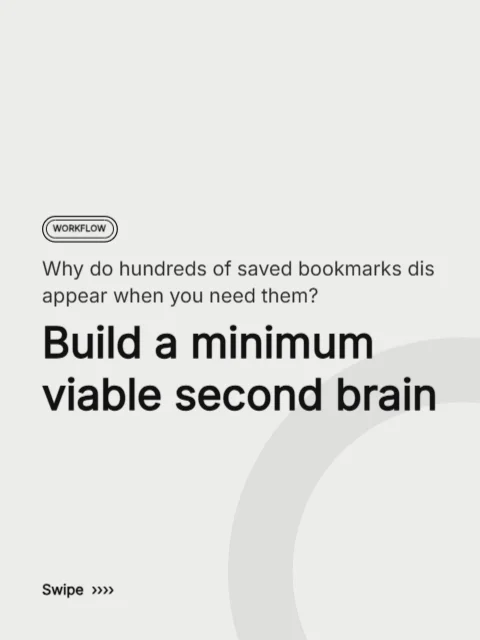 WORKFLOW
Why do hundreds of saved bookmarks dis
appear when you need them?
Build a minimum
viable second brain
Swipe ››››